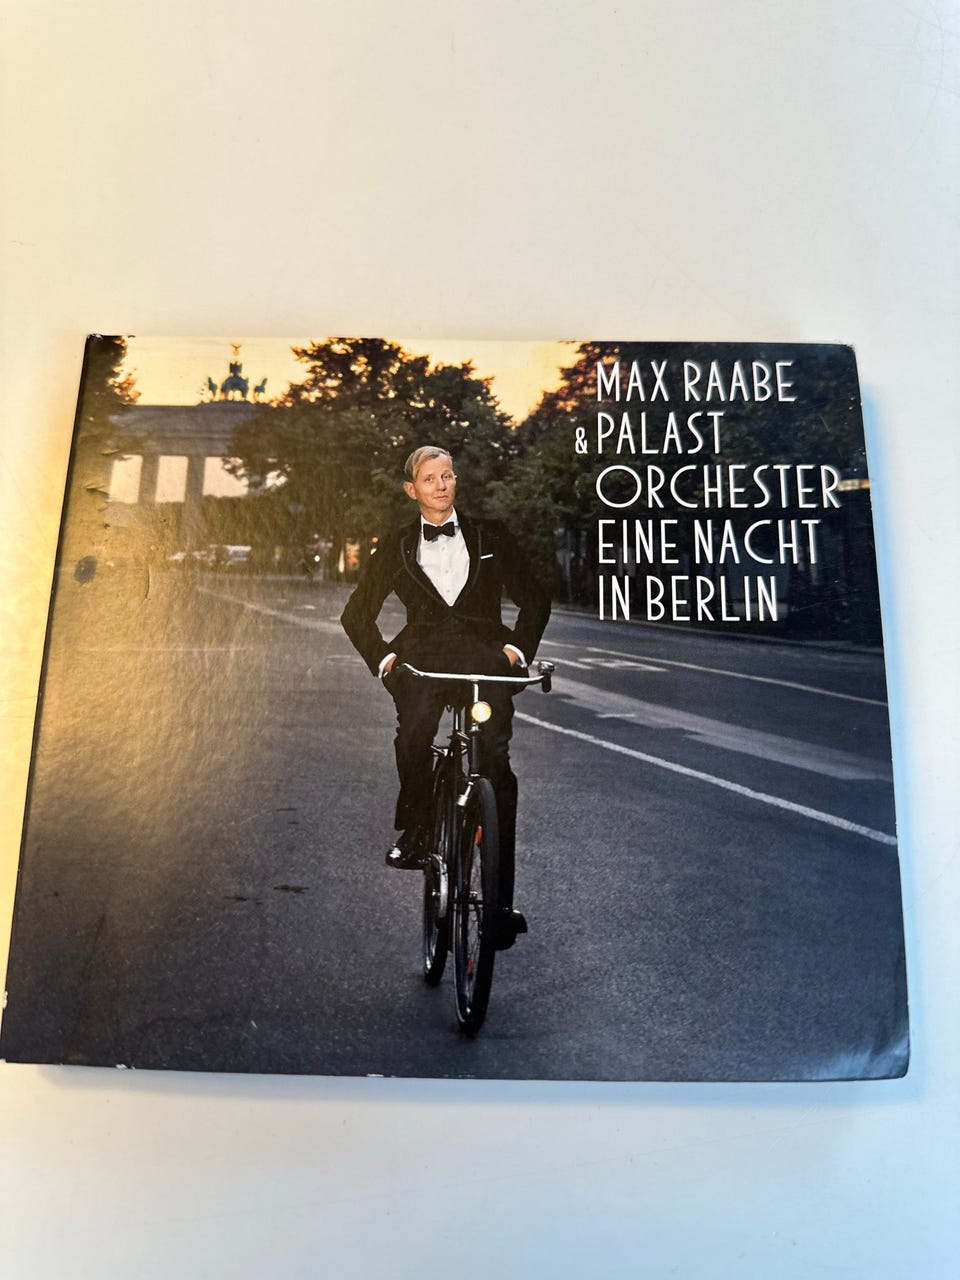 MAX RAABE
& PALAST
ORCHESTER
EINE NACHT
IN BERLIN